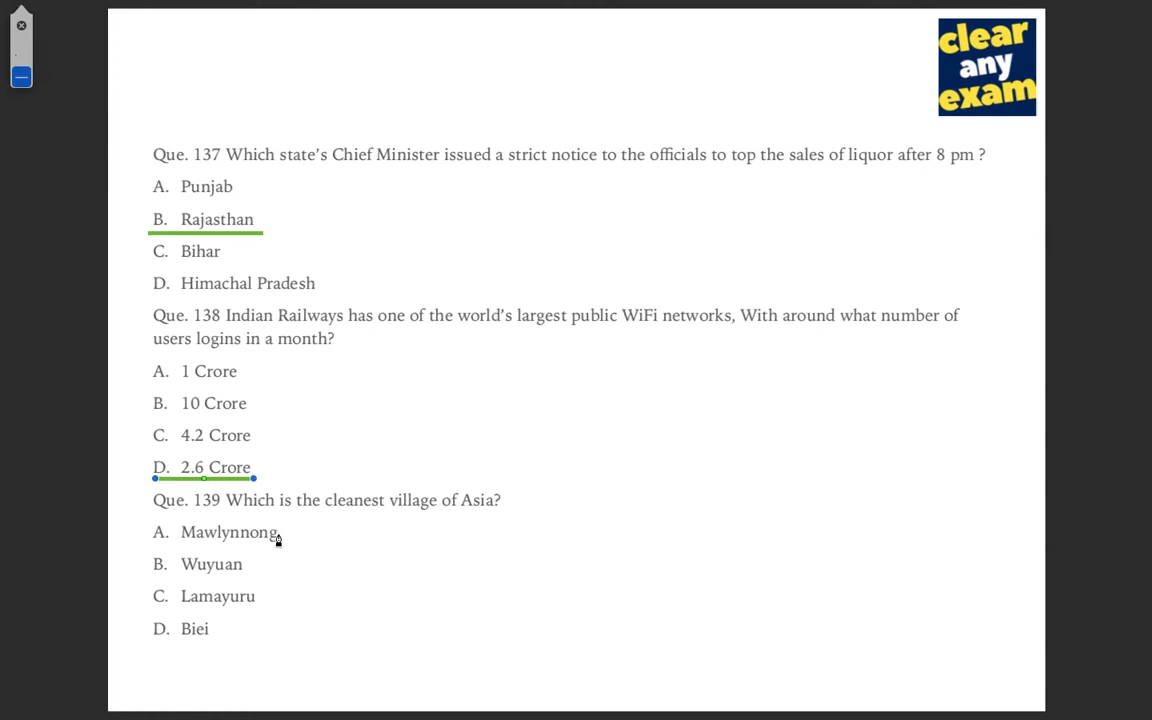 clear
any
exam
Que. 137 Which state's Chief Minister issued a strict notice to the officials to top the sales of liquor after 8 pm ?
A. Punjab
B. Rajasthan
C. Bihar
D. Himachal Pradesh
Que. 138 Indian Railways has one of the world's largest public WiFi networks, With around what number of
users logins in a month?
A. 1 Crore
B. 10 Crore
C. 4.2 Crore
D. 2.6 Crore
Que. 139 Which is the cleanest village of Asia?
A. Mawlynnong
B. Wuyuan
C. Lamayuru
D. Biei